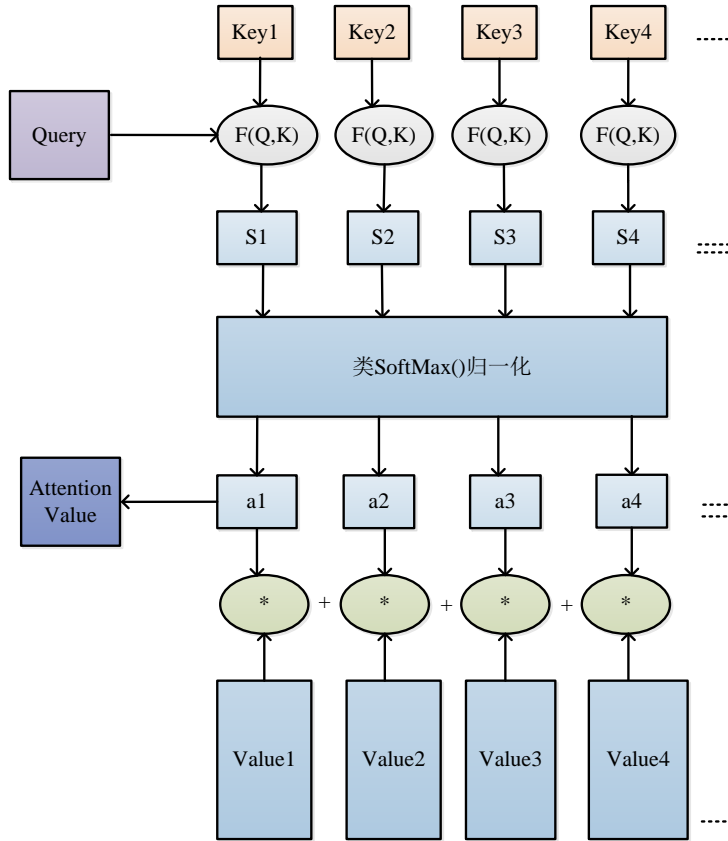 Key1
Key2
Key3
Key4
Query
F(Q,K)
F(Q,K)
F(Q,K)
F(Q,K)
S1
S2
S3
S4
类SoftMax()归一化
Attention
Value
a1
a2
a3
a4
*
+
*
+
*
+
*
Value1
Value2
Value3
Value4